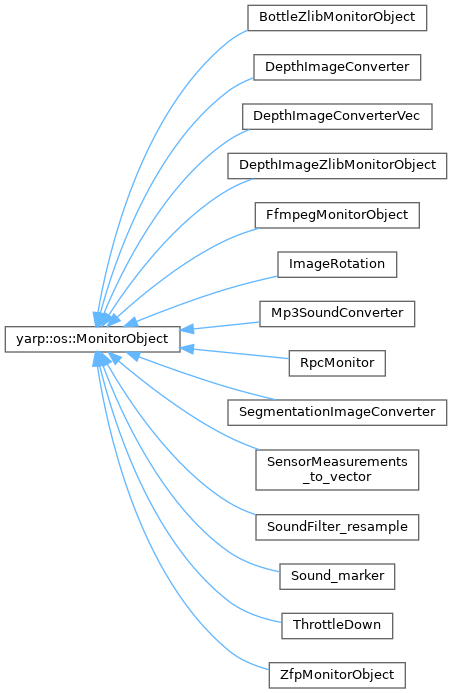 BottleZlibMonitorObject
DepthImageConverter
DepthImageConverterVec
DepthImageZlibMonitorObject
FfmpegMonitorObject
ImageRotation
Mp3SoundConverter
yarp::os::MonitorObject
RpcMonitor
SegmentationImageConverter
SensorMeasurements
_to_vector
SoundFilter_resample
Sound_marker
ThrottleDown
ZfpMonitorObject